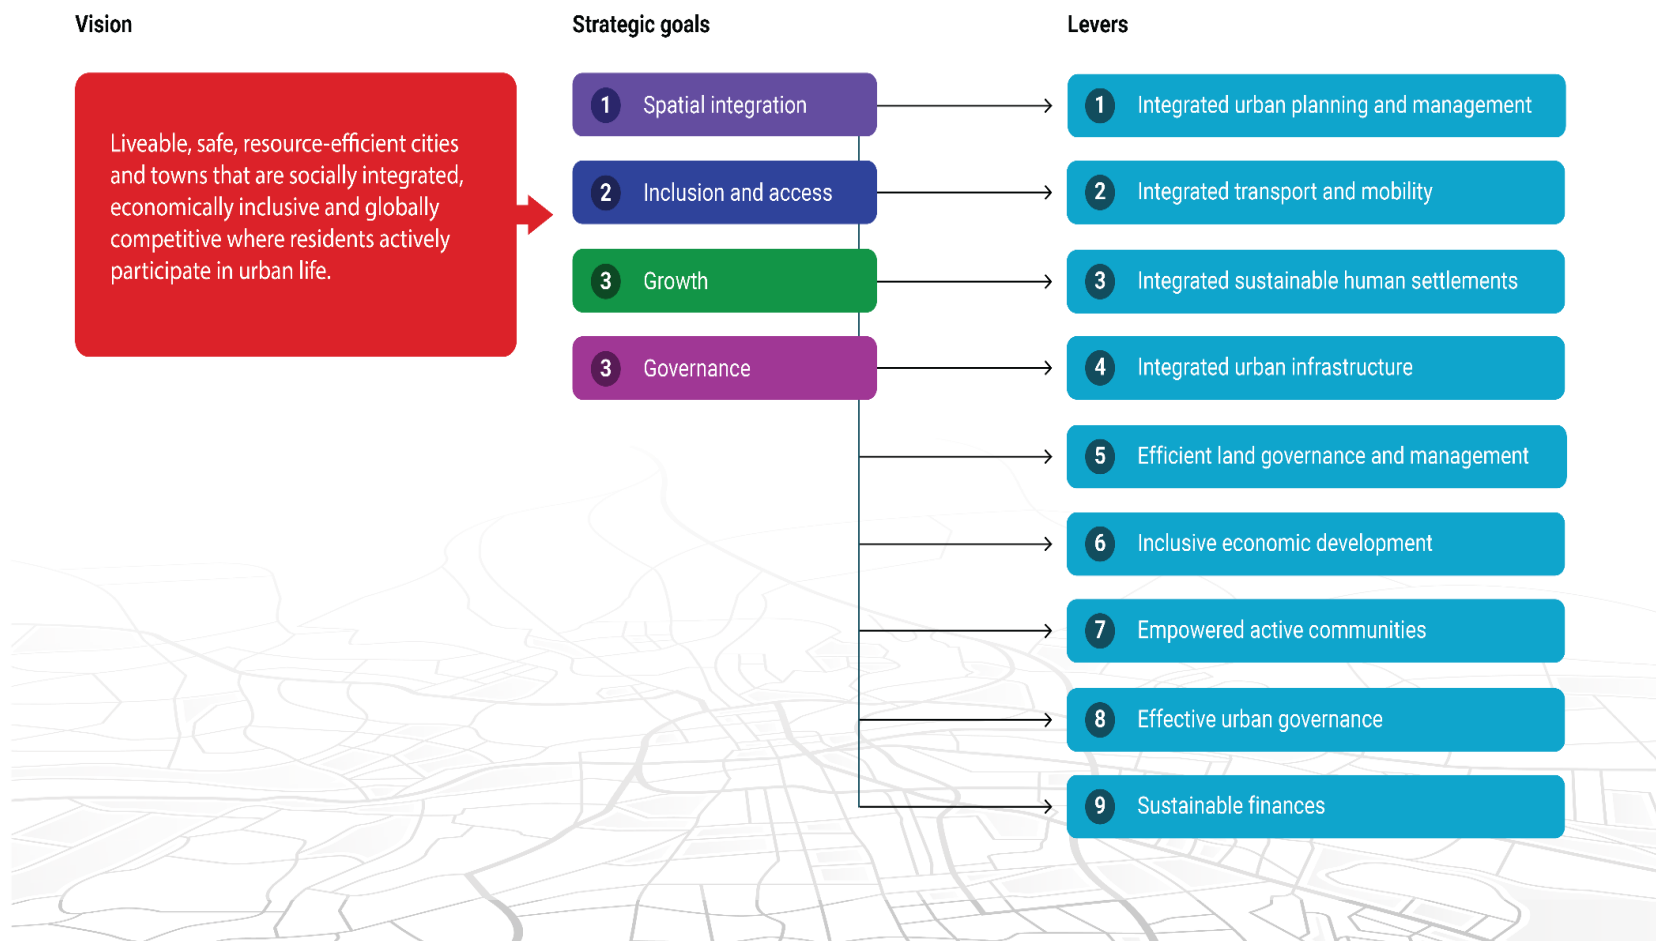 Vision
Liveable, safe, resource-efficient cities
and towns that are socially integrated,
economically inclusive and globally
competitive where residents actively
participate in urban life.
Strategic goals
1 Spatial integration
2 Inclusion and access
3 Growth
3 Governance
Levers
1 Integrated urban planning and management
2 Integrated transport and mobility
3 Integrated sustainable human settlements
4 Integrated urban infrastructure
5 Efficient land governance and management
6 Inclusive economic development
7 Empowered active communities
8 Effective urban governance
9 Sustainable finances